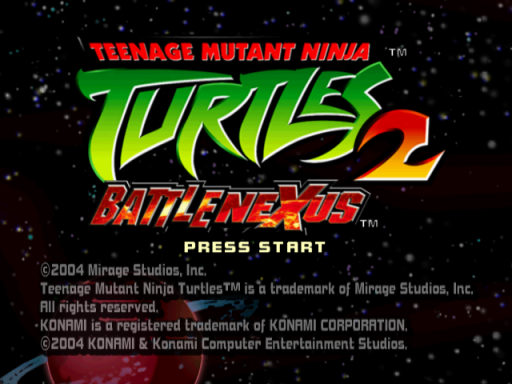 TEENAGE MUTANT NINJA ™
TURTLES 2
BATTLE NEXUS ™
PRESS START
©2004 Mirage Studios, Inc.
Teenage Mutant Ninja Turtles™ is a trademark of Mirage Studios, Inc.
All rights reserved.
KONAMI is a registered trademark of KONAMI CORPORATION.
©2004 KONAMI & Konami Computer Entertainment Studios.